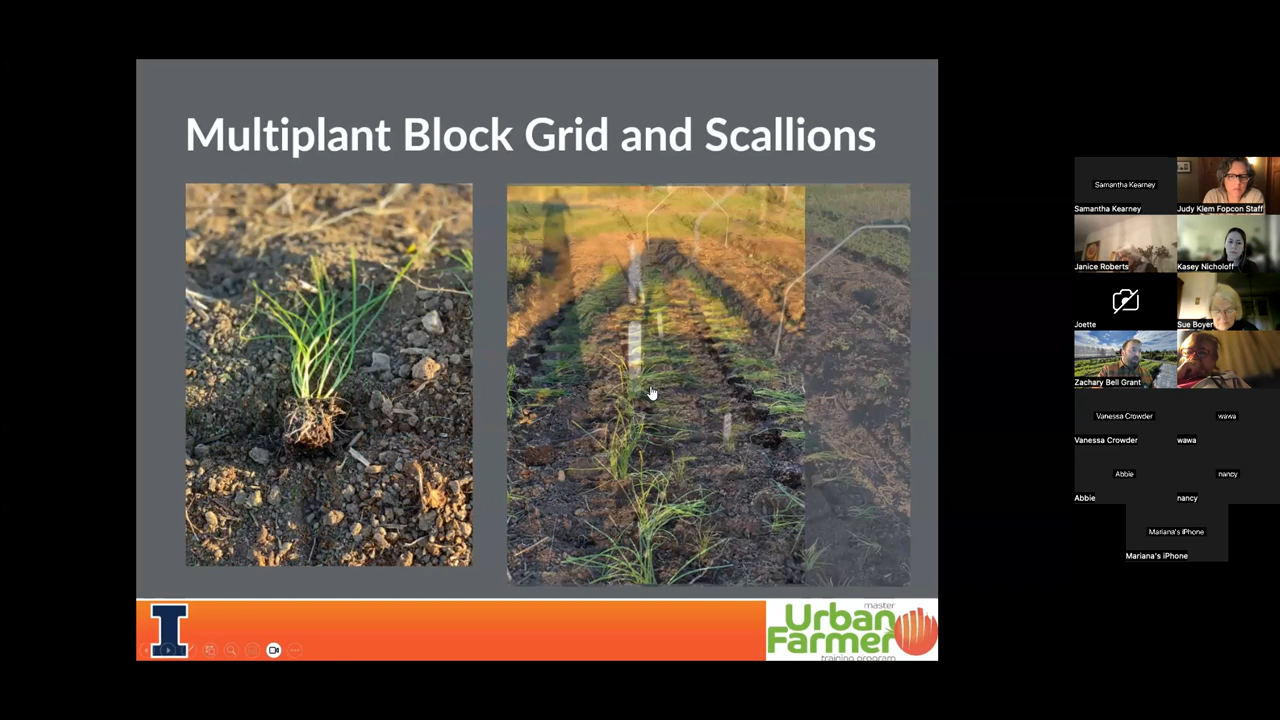 Multiplant Block Grid and Scallions
I
master
Urban
Farmer
training program
Samantha Kearney
Samantha Kearney
Judy Klem Fopcon Staff
Janice Roberts
Kasey Nicholoff
Joette
Sue Boyer
Zachary Bell Grant
Vanessa Crowder
wawa
Vanessa Crowder
wawa
Abbie
nancy
Abbie
nancy
Mariana's iPhone
Mariana's iPhone